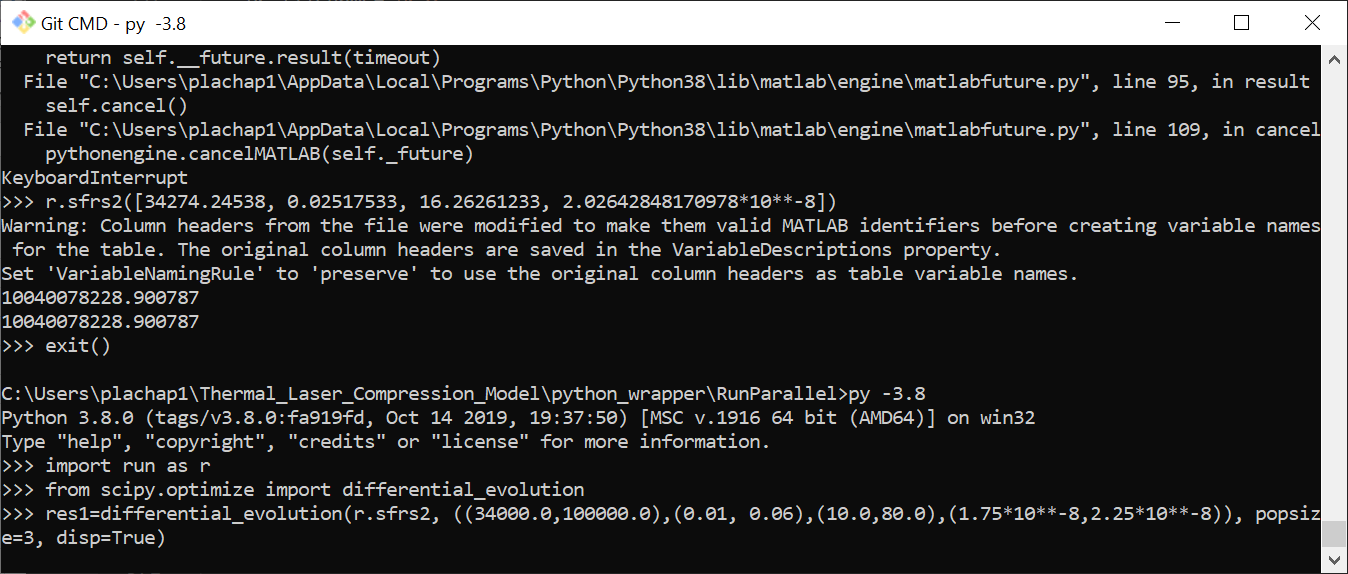 Git CMD - py  -3.8
    return self.__future.result(timeout)
  File "C:\Users\plachap1\AppData\Local\Programs\Python\Python38\lib\matlab\engine\matlabfuture.py", line 95, in result
    self.cancel()
  File "C:\Users\plachap1\AppData\Local\Programs\Python\Python38\lib\matlab\engine\matlabfuture.py", line 109, in cancel
    pythonengine.cancelMATLAB(self._future)
KeyboardInterrupt
>>> r.sfrs2([34274.24538, 0.02517533, 16.26261233, 2.02642848170978*10**-8])
Warning: Column headers from the file were modified to make them valid MATLAB identifiers before creating variable names
 for the table. The original column headers are saved in the VariableDescriptions property.
Set 'VariableNamingRule' to 'preserve' to use the original column headers as table variable names.
10040078228.900787
10040078228.900787
>>> exit()

C:\Users\plachap1\Thermal_Laser_Compression_Model\python_wrapper\RunParallel>py -3.8
Python 3.8.0 (tags/v3.8.0:fa919fd, Oct 14 2019, 19:37:50) [MSC v.1916 64 bit (AMD64)] on win32
Type "help", "copyright", "credits" or "license" for more information.
>>> import run as r
>>> from scipy.optimize import differential_evolution
>>> res1=differential_evolution(r.sfrs2, ((34000.0,100000.0),(0.01, 0.06),(10.0,80.0),(1.75*10**-8,2.25*10**-8)), popsiz
e=3, disp=True)